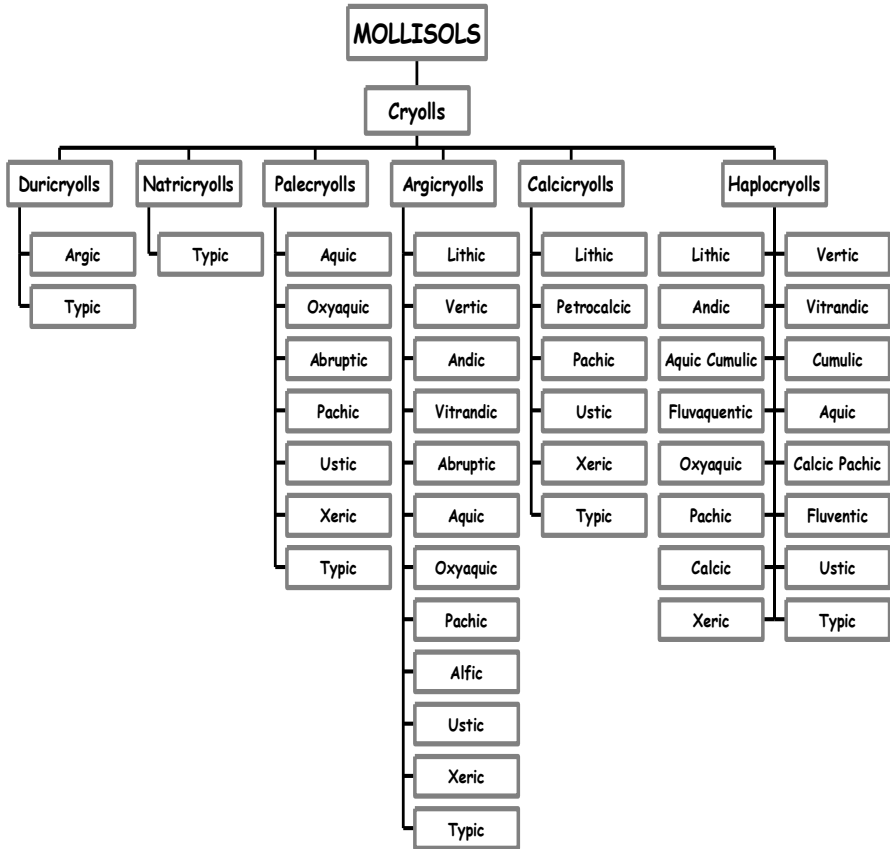 MOLLISOLS
Cryolls
Duricryolls
Argic
Typic
Natricryolls
Typic
Palecryolls
Aquic
Oxyaquic
Abruptic
Pachic
Ustic
Xeric
Typic
Argicryolls
Lithic
Vertic
Andic
Vitrandic
Abruptic
Aquic
Oxyaquic
Pachic
Alfic
Ustic
Xeric
Typic
Calcicryolls
Lithic
Petrocalcic
Pachic
Ustic
Xeric
Typic
Haplocryolls
Lithic
Vertic
Andic
Vitrandic
Aquic Cumulic
Cumulic
Fluvaquentic
Aquic
Oxyaquic
Calcic Pachic
Pachic
Fluventic
Calcic
Ustic
Xeric
Typic